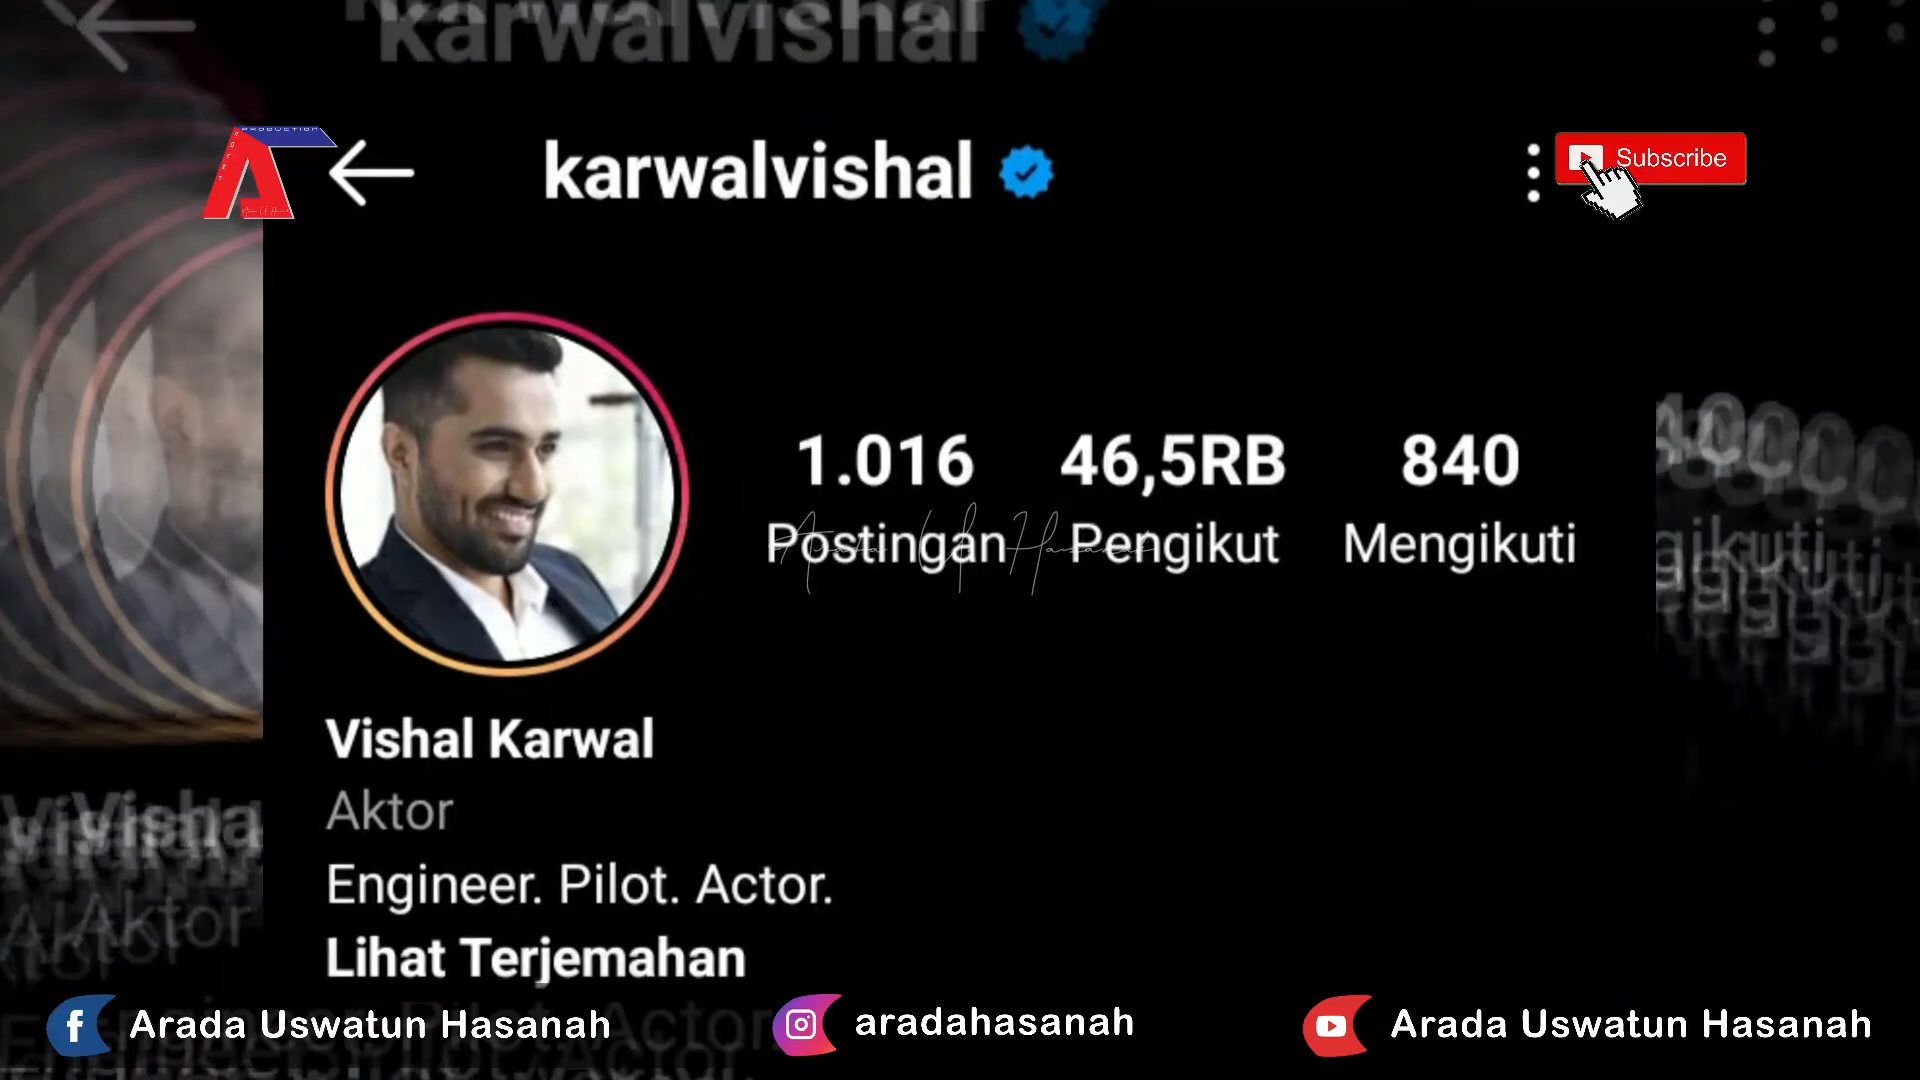 karwalvishal
karwalvishal
PRODUCTION
Subscribe
1.016 46,5RB 840
Postingan Pengikut Mengikuti
Vishal Karwal
Aktor
Engineer. Pilot. Actor.
Lihat Terjemahan
Arada Uswatun Hasanah
aradahasanah
Arada Uswatun Hasanah